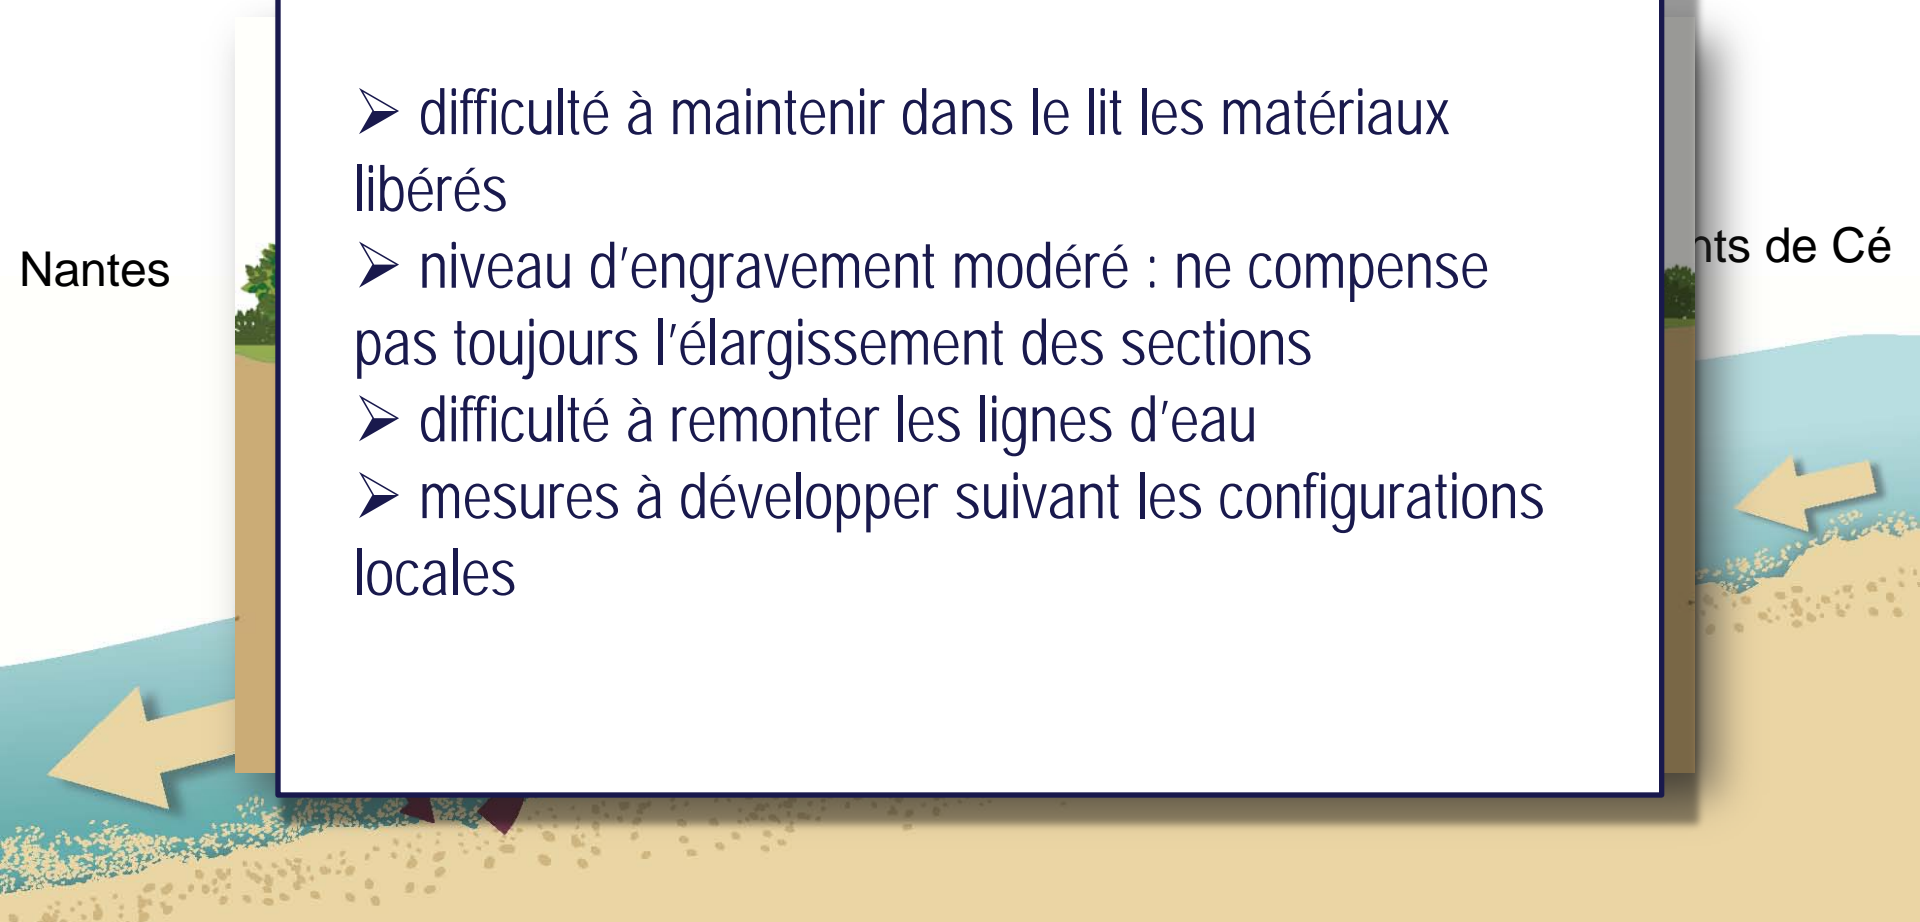 ➢ difficulté à maintenir dans le lit les matériaux
libérés
➢ niveau d'engravement modéré : ne compense
pas toujours l'élargissement des sections
➢ difficulté à remonter les lignes d'eau
➢ mesures à développer suivant les configurations
locales
Nantes
de Cé